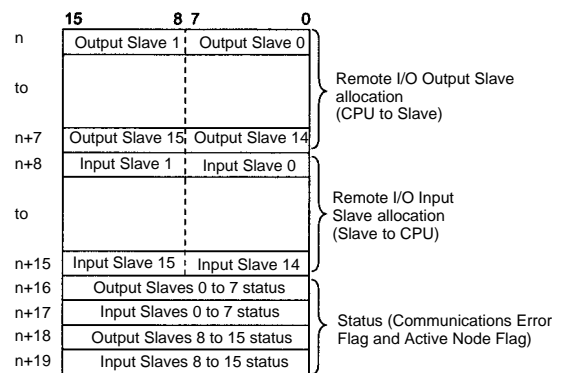 15 8 7 0
n Output Slave 1 Output Slave 0
to
n+7 Output Slave 15 Output Slave 14
Remote I/O Output Slave
allocation
(CPU to Slave)
n+8 Input Slave 1 Input Slave 0
to
n+15 Input Slave 15 Input Slave 14
Remote I/O Input
Slave allocation
(Slave to CPU)
n+16 Output Slaves 0 to 7 status
n+17 Input Slaves 0 to 7 status
n+18 Output Slaves 8 to 15 status
n+19 Input Slaves 8 to 15 status
Status (Communications Error
Flag and Active Node Flag)